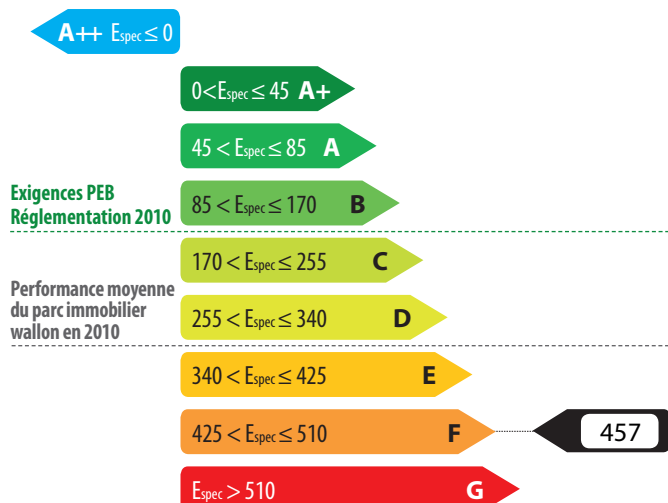 A++ Espec ≤ 0
0<Espec ≤ 45 A+
45 < Espec ≤ 85 A
Exigences PEB
Réglementation 2010
85 < Espec ≤ 170 B
170 < Espec ≤ 255 C
Performance moyenne
du parc immobilier
wallon en 2010
255 < Espec ≤ 340 D
340 < Espec ≤ 425 E
425 < Espec ≤ 510 F
457
Espec > 510 G